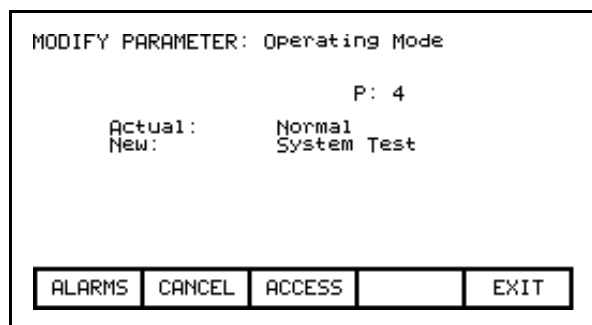 MODIFY PARAMETER: Operating Mode
P: 4
Actual: Normal
New: System Test
ALARMS CANCEL ACCESS EXIT